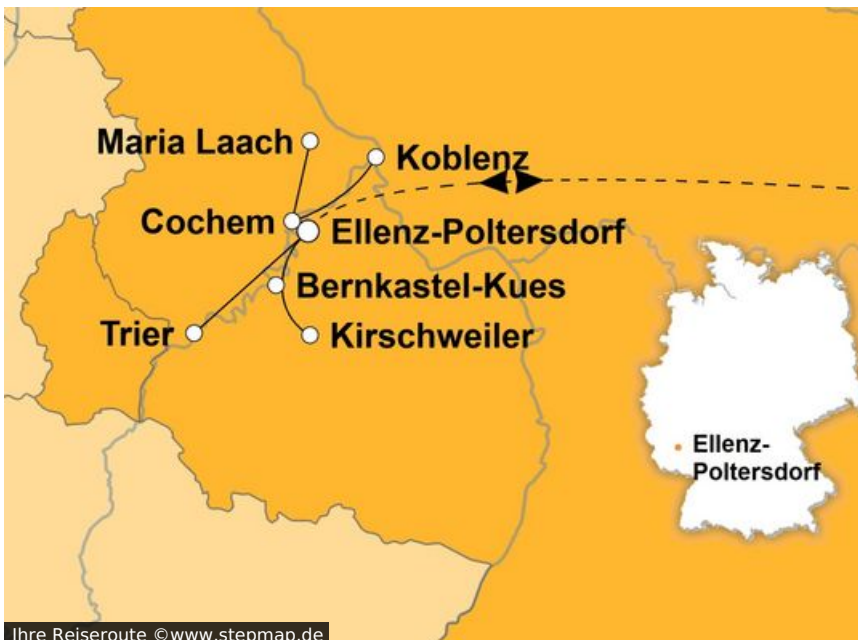 Maria Laach
Koblenz
Cochem
Ellenz-Poltersdorf
Bernkastel-Kues
Trier
Kirschweiler
Ellenz-
Poltersdorf
Ihre Reiseroute ©www.stepmap.de